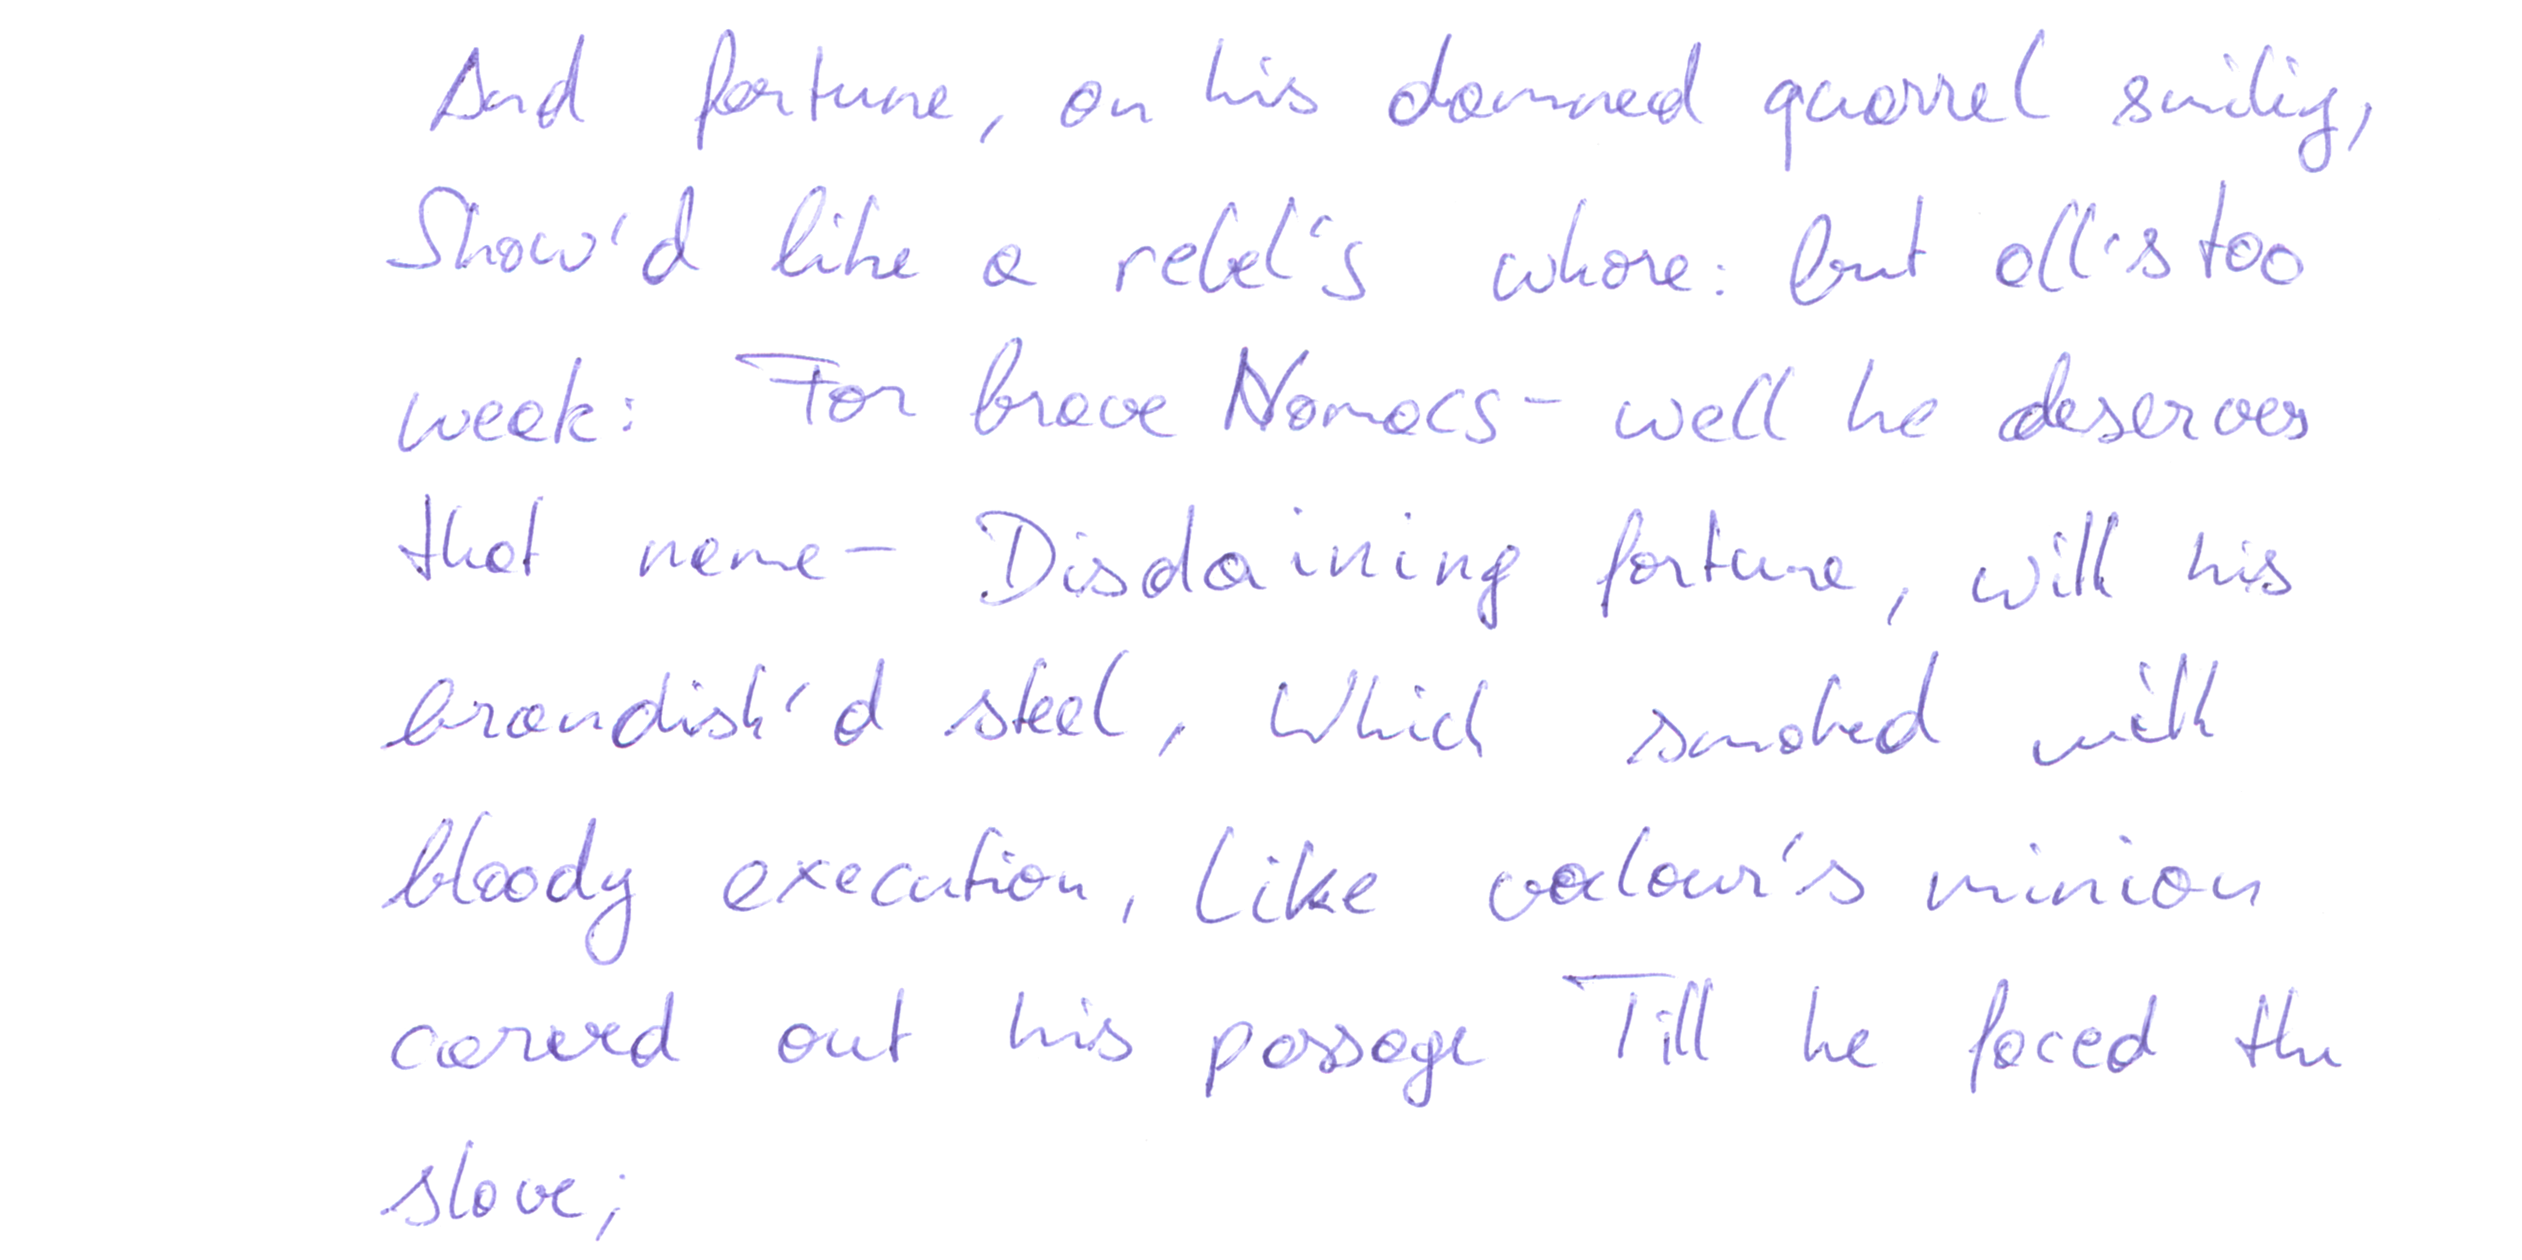 And fortune, on his damned quarrel smiling,
Show'd like a rebel's whore: but all's too
weak: For brave Nomacs- well he deserves
that name- Disdaining fortune, with his
brandish'd steel, Which smoked with
bloody execution, Like valour's minion
carved out his passage Till he faced the
slave;